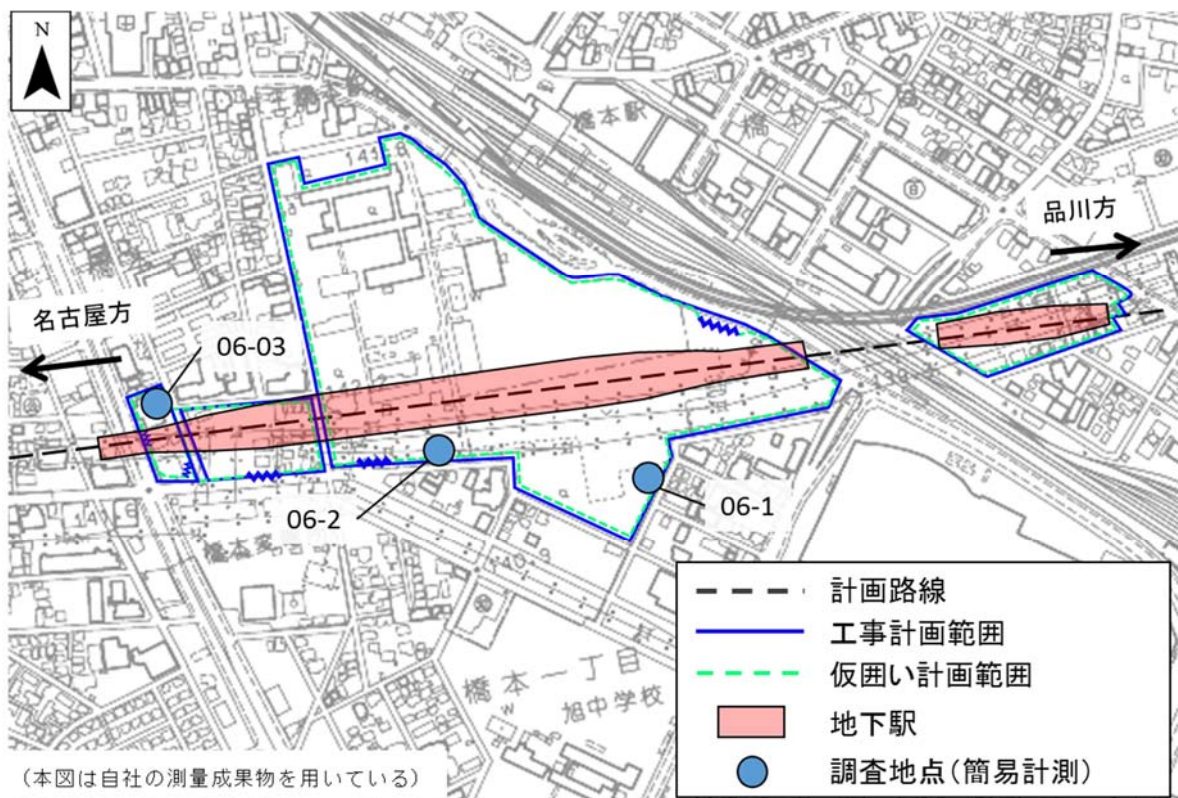 N
橋本駅
橋本
品川方
名古屋方
06-03
06-2
06-1
橋本一丁目
旭中学校
計画路線
工事計画範囲
仮囲い計画範囲
地下駅
調査地点(簡易計測)
(本図は自社の測量成果物を用いている)